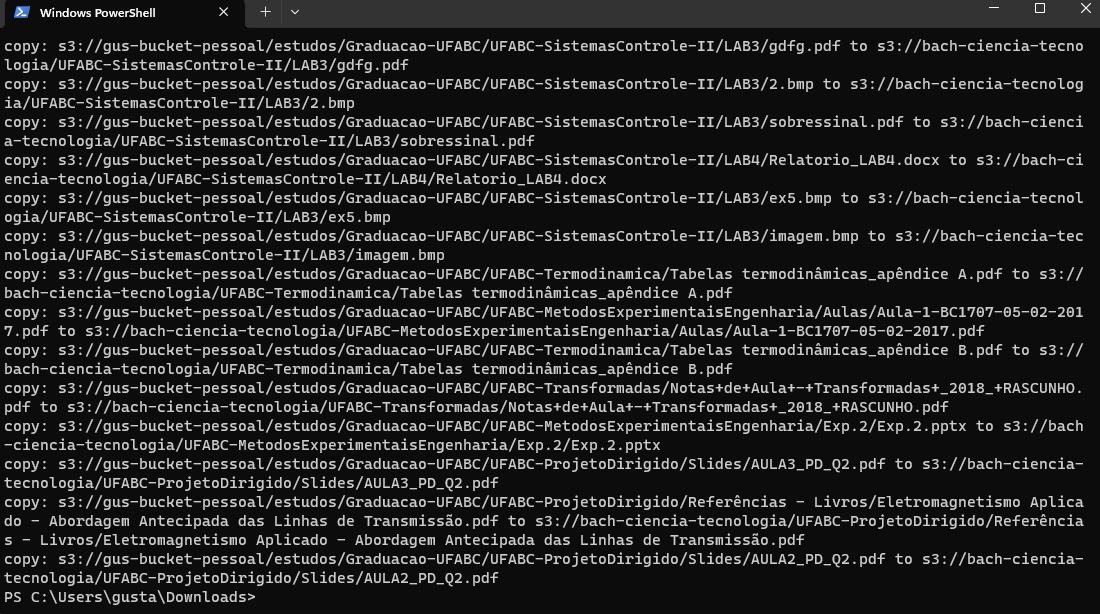 Windows PowerShell
copy: s3://gus-bucket-pessoal/estudos/Graduacao-UFABC/UFABC-SistemasControle-II/LAB3/gdfg.pdf to s3://bach-ciencia-tecno
logia/UFABC-SistemasControle-II/LAB3/gdfg.pdf
copy: s3://gus-bucket-pessoal/estudos/Graduacao-UFABC/UFABC-SistemasControle-II/LAB3/2.bmp to s3://bach-ciencia-tecnolog
ia/UFABC-SistemasControle-II/LAB3/2.bmp
copy: s3://gus-bucket-pessoal/estudos/Graduacao-UFABC/UFABC-SistemasControle-II/LAB3/sobressinal.pdf to s3://bach-cienci
a-tecnologia/UFABC-SistemasControle-II/LAB3/sobressinal.pdf
copy: s3://gus-bucket-pessoal/estudos/Graduacao-UFABC/UFABC-SistemasControle-II/LAB4/Relatorio_LAB4.docx to s3://bach-ci
encia-tecnologia/UFABC-SistemasControle-II/LAB4/Relatorio_LAB4.docx
copy: s3://gus-bucket-pessoal/estudos/Graduacao-UFABC/UFABC-SistemasControle-II/LAB3/ex5.bmp to s3://bach-ciencia-tecnol
ogia/UFABC-SistemasControle-II/LAB3/ex5.bmp
copy: s3://gus-bucket-pessoal/estudos/Graduacao-UFABC/UFABC-SistemasControle-II/LAB3/imagem.bmp to s3://bach-ciencia-tec
nologia/UFABC-SistemasControle-II/LAB3/imagem.bmp
copy: s3://gus-bucket-pessoal/estudos/Graduacao-UFABC/UFABC-Termodinamica/Tabelas termodinâmicas_apêndice A.pdf to s3://
bach-ciencia-tecnologia/UFABC-Termodinamica/Tabelas termodinâmicas_apêndice A.pdf
copy: s3://gus-bucket-pessoal/estudos/Graduacao-UFABC/UFABC-MetodosExperimentaisEngenharia/Aulas/Aula-1-BC1707-05-02-201
7.pdf to s3://bach-ciencia-tecnologia/UFABC-MetodosExperimentaisEngenharia/Aulas/Aula-1-BC1707-05-02-2017.pdf
copy: s3://gus-bucket-pessoal/estudos/Graduacao-UFABC/UFABC-Termodinamica/Tabelas termodinâmicas_apêndice B.pdf to s3://
bach-ciencia-tecnologia/UFABC-Termodinamica/Tabelas termodinâmicas_apêndice B.pdf
copy: s3://gus-bucket-pessoal/estudos/Graduacao-UFABC/UFABC-Transformadas/Notas+de+Aula+-+Transformadas+_2018_+RASCUNHO.
pdf to s3://bach-ciencia-tecnologia/UFABC-Transformadas/Notas+de+Aula+-+Transformadas+_2018_+RASCUNHO.pdf
copy: s3://gus-bucket-pessoal/estudos/Graduacao-UFABC/UFABC-MetodosExperimentaisEngenharia/Exp.2/Exp.2.pptx to s3://bach
-ciencia-tecnologia/UFABC-MetodosExperimentaisEngenharia/Exp.2/Exp.2.pptx
copy: s3://gus-bucket-pessoal/estudos/Graduacao-UFABC/UFABC-ProjetoDirigido/Slides/AULA3_PD_Q2.pdf to s3://bach-ciencia-
tecnologia/UFABC-ProjetoDirigido/Slides/AULA3_PD_Q2.pdf
copy: s3://gus-bucket-pessoal/estudos/Graduacao-UFABC/UFABC-ProjetoDirigido/Referências - Livros/Eletromagnetismo Aplica
do - Abordagem Antecipada das Linhas de Transmissão.pdf to s3://bach-ciencia-tecnologia/UFABC-ProjetoDirigido/Referência
s - Livros/Eletromagnetismo Aplicado - Abordagem Antecipada das Linhas de Transmissão.pdf
copy: s3://gus-bucket-pessoal/estudos/Graduacao-UFABC/UFABC-ProjetoDirigido/Slides/AULA2_PD_Q2.pdf to s3://bach-ciencia-
tecnologia/UFABC-ProjetoDirigido/Slides/AULA2_PD_Q2.pdf
PS C:\Users\gusta\Downloads>